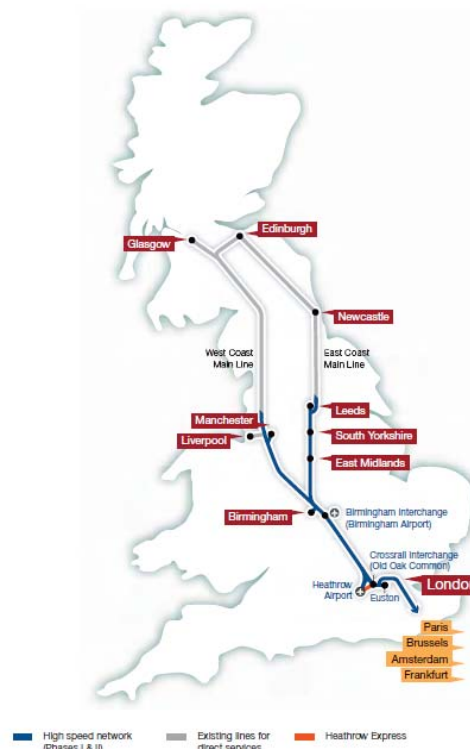 Edinburgh
Glasgow
Newcastle
West Coast
Main Line
East Coast
Main Line
Leeds
Manchester
South Yorkshire
Liverpool
East Midlands
Birmingham
Birmingham Interchange
(Birmingham Airport)
Crossrail Interchange
(Old Oak Common)
London
Heathrow
Airport
Euston
Paris
Brussels
Amsterdam
Frankfurt
High speed network
(Phases I & II)
Existing lines for
direct services
Heathrow Express